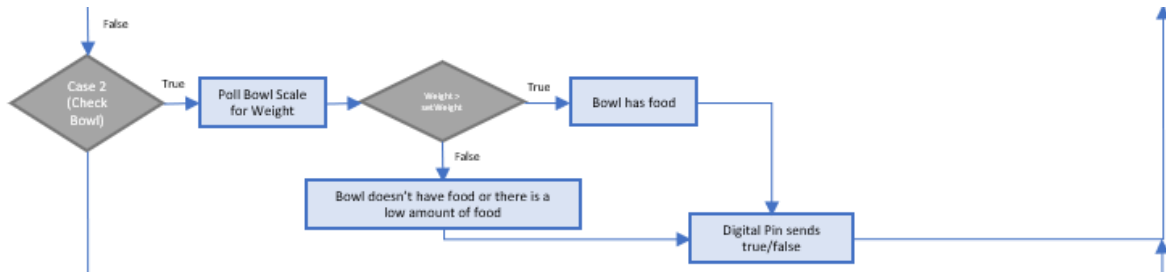 False
Case 2
(Check
Bowl)
True
Poll Bowl Scale
for Weight
Weight >
setWeight
True
Bowl has food
False
Bowl doesn't have food or there is a
low amount of food
Digital Pin sends
true/false